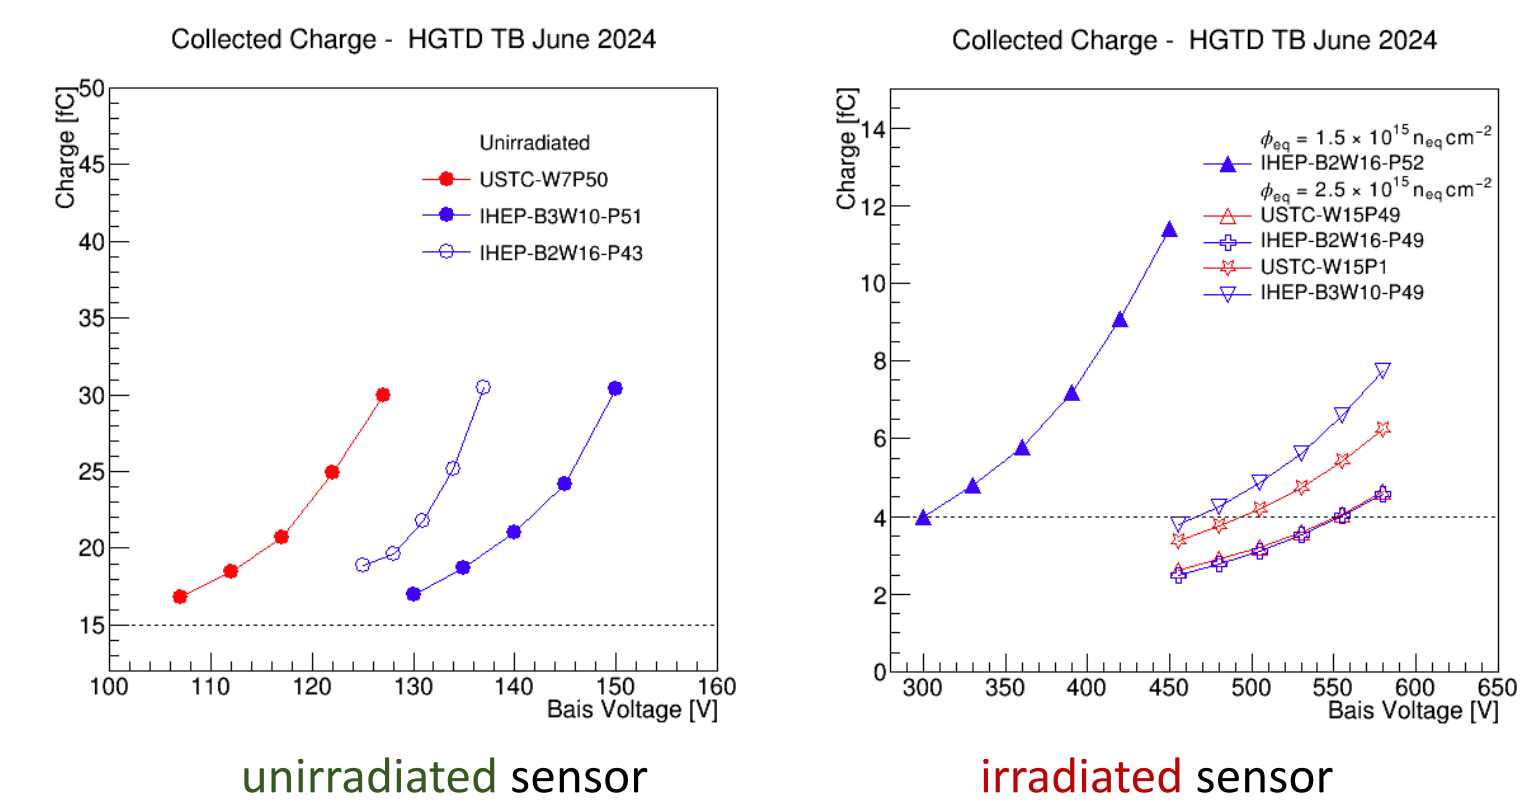 Collected Charge - HGTD TB June 2024
Charge [fC]
50
45
40
35
30
25
20
15
Unirradiated
USTC-W7P50
IHEP-B3W10-P51
IHEP-B2W16-P43
100 110 120 130 140 150 160
Bais Voltage [V]
unirradiated sensor
Collected Charge - HGTD TB June 2024
Charge [fC]
14
12
10
8
6
4
2
0
ϕeq = 1.5 × 10¹⁵ neq cm⁻²
IHEP-B2W16-P52
ϕeq = 2.5 × 10¹⁵ neq cm⁻²
USTC-W15P49
IHEP-B2W16-P49
USTC-W15P1
IHEP-B3W10-P49
300 350 400 450 500 550 600 650
Bais Voltage [V]
irradiated sensor